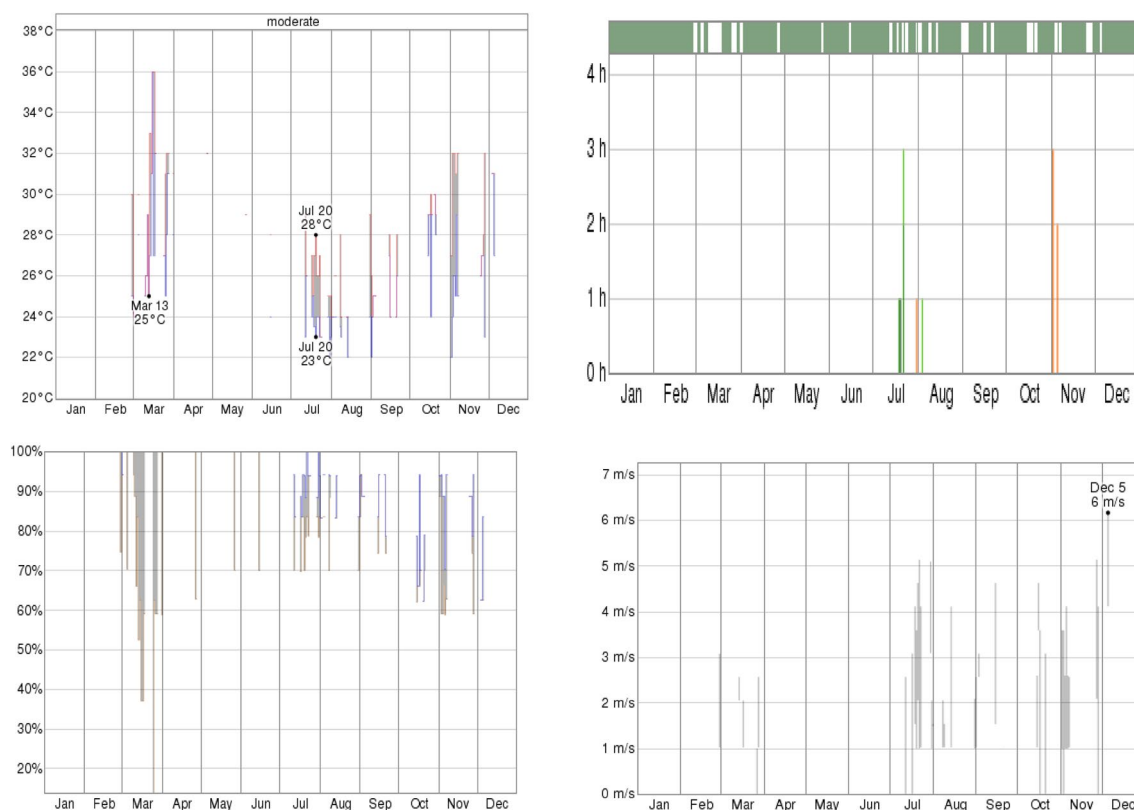 moderate
38°C
36°C
34°C
32°C
30°C
28°C
26°C
24°C
22°C
20°C
Jul 20
28°C
Mar 13
25°C
Jul 20
23°C
Jan Feb Mar Apr May Jun Jul Aug Sep Oct Nov Dec
4 h
3 h
2 h
1 h
0 h
Jan Feb Mar Apr May Jun Jul Aug Sep Oct Nov Dec
100%
90%
80%
70%
60%
50%
40%
30%
20%
Jan Feb Mar Apr May Jun Jul Aug Sep Oct Nov Dec
7 m/s
6 m/s
5 m/s
4 m/s
3 m/s
2 m/s
1 m/s
0 m/s
Dec 5
6 m/s
Jan Feb Mar Apr May Jun Jul Aug Sep Oct Nov Dec